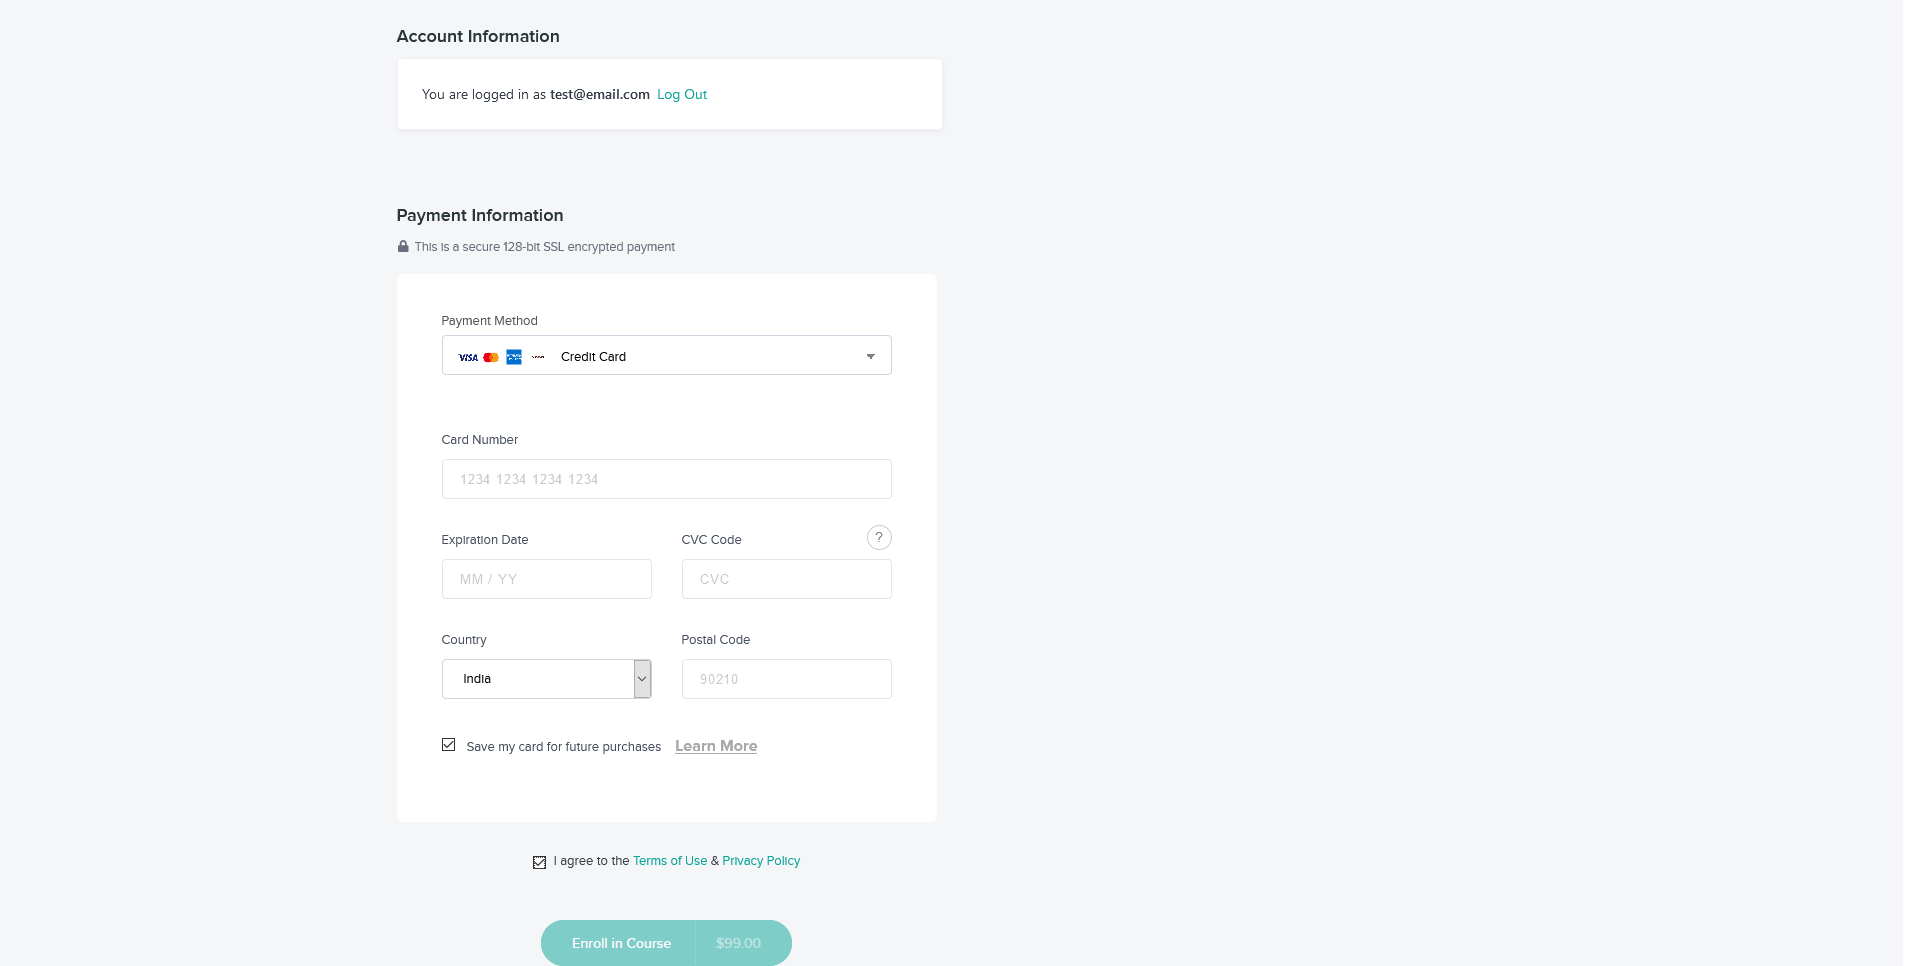 Account Information
You are logged in as test@email.com Log Out
Payment Information
This is a secure 128-bit SSL encrypted payment
Payment Method
VISA Credit Card
Card Number
1234 1234 1234 1234
Expiration Date CVC Code ?
MM / YY CVC
Country Postal Code
India 90210
Save my card for future purchases Learn More
I agree to the Terms of Use & Privacy Policy
Enroll in Course $99.00